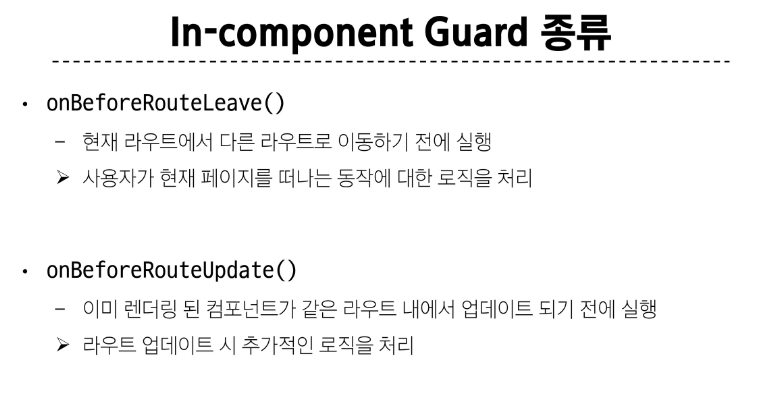 In-component Guard 종류
• onBeforeRouteLeave()
– 현재 라우트에서 다른 라우트로 이동하기 전에 실행
➢ 사용자가 현재 페이지를 떠나는 동작에 대한 로직을 처리
• onBeforeRouteUpdate()
– 이미 렌더링 된 컴포넌트가 같은 라우트 내에서 업데이트 되기 전에 실행
➢ 라우트 업데이트 시 추가적인 로직을 처리